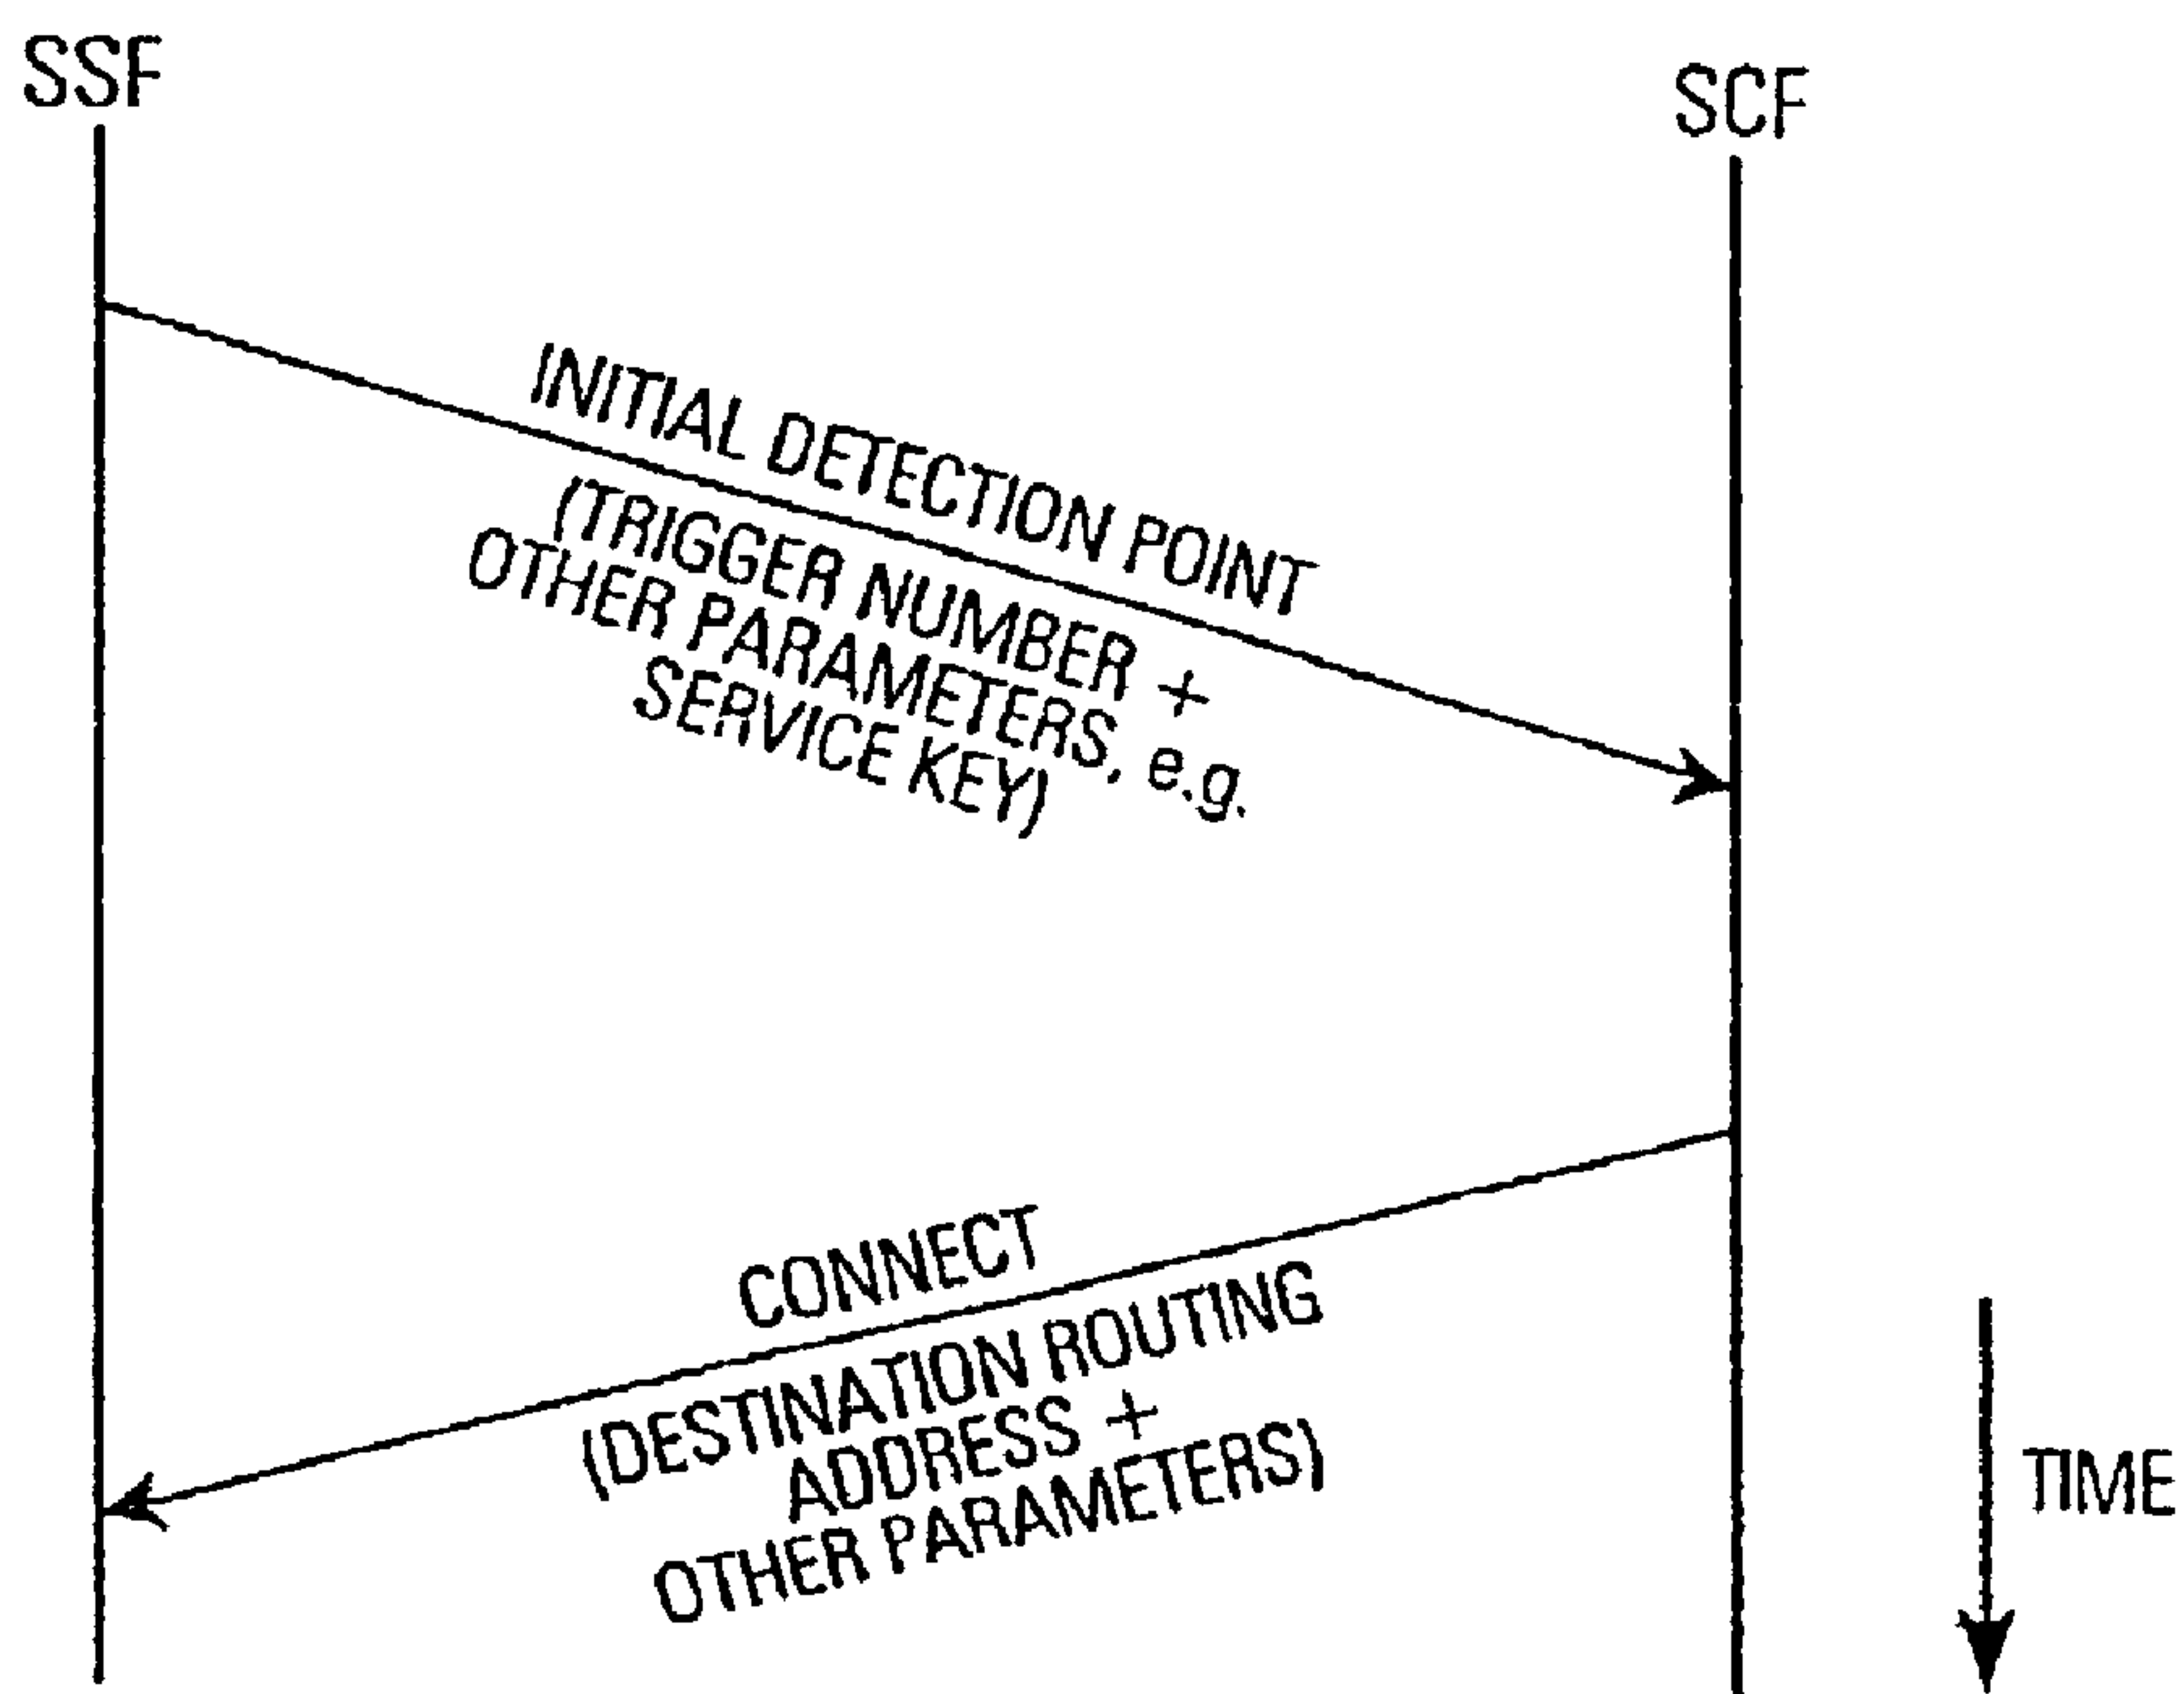 SSF
SCF
INITIAL DETECTION POINT
(TRIGGER NUMBER +
OTHER PARAMETERS, e.g.
SERVICE KEY)
CONNECT
(DESTINATION ROUTING
ADDRESS +
OTHER PARAMETERS)
TIME